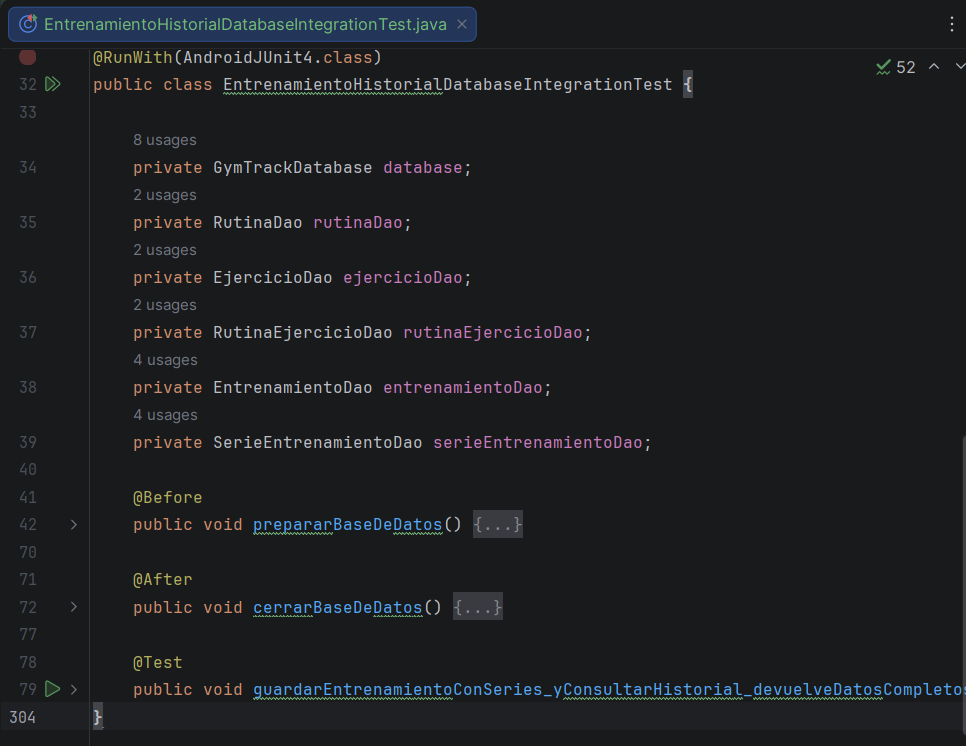 EntrenamientoHistorialDatabaseIntegrationTest.java
@RunWith(AndroidJUnit4.class)
52
32 public class EntrenamientoHistorialDatabaseIntegrationTest {
33
8 usages
34 private GymTrackDatabase database;
2 usages
35 private RutinaDao rutinaDao;
2 usages
36 private EjercicioDao ejercicioDao;
2 usages
37 private RutinaEjercicioDao rutinaEjercicioDao;
4 usages
38 private EntrenamientoDao entrenamientoDao;
4 usages
39 private SerieEntrenamientoDao serieEntrenamientoDao;
40
41 @Before
42 public void prepararBaseDeDatos() {...}
70
71 @After
72 public void cerrarBaseDeDatos() {...}
77
78 @Test
79 public void guardarEntrenamientoConSeries_yConsultarHistorial_devuelveDatosCompletos
304 }